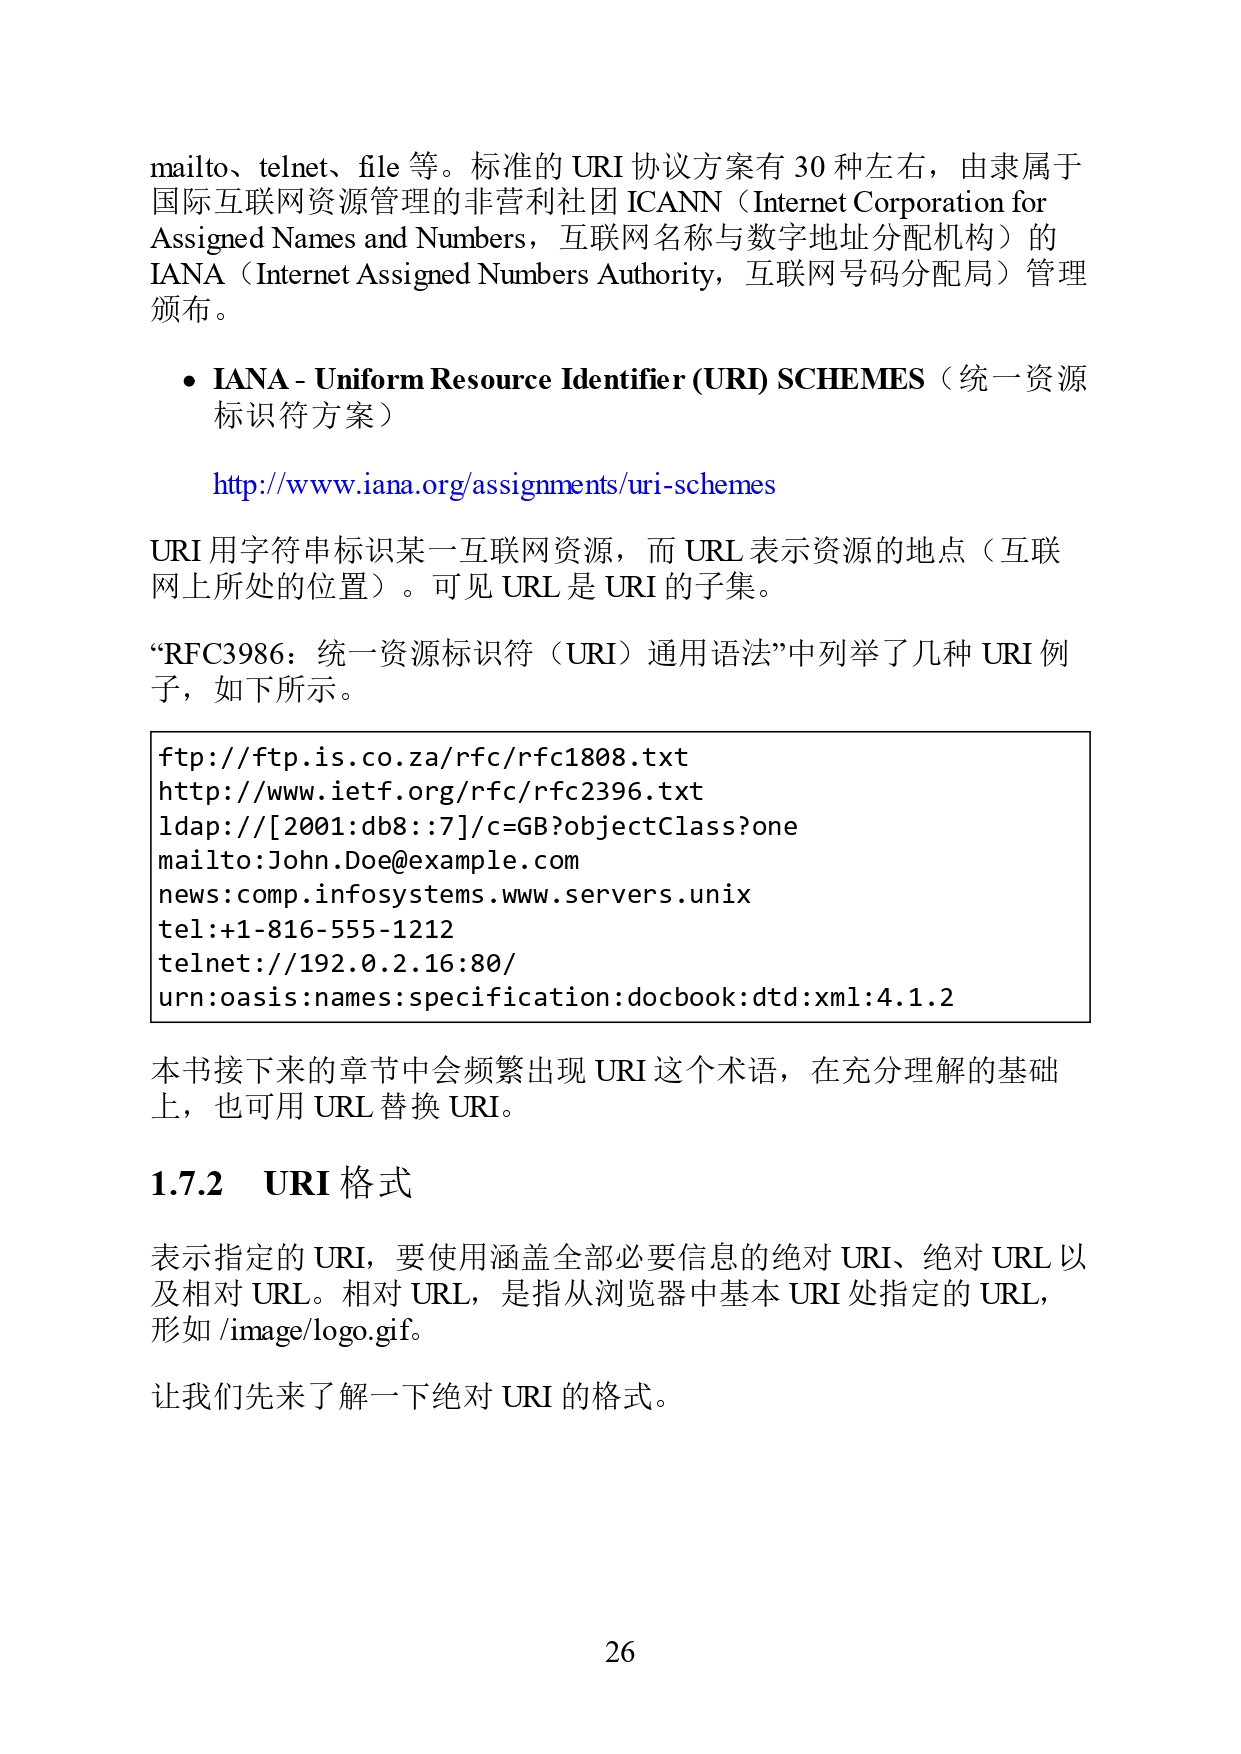 mailto、telnet、file 等。标准的 URI 协议方案有 30 种左右，由隶属于
国际互联网资源管理的非营利社团 ICANN（Internet Corporation for
Assigned Names and Numbers，互联网名称与数字地址分配机构）的
IANA（Internet Assigned Numbers Authority，互联网号码分配局）管理
颁布。
• IANA - Uniform Resource Identifier (URI) SCHEMES（统一资源
标识符方案）
http://www.iana.org/assignments/uri-schemes
URI 用字符串标识某一互联网资源，而 URL 表示资源的地点（互联
网上所处的位置）。可见 URL 是 URI 的子集。
“RFC3986：统一资源标识符（URI）通用语法”中列举了几种 URI 例
子，如下所示。
ftp://ftp.is.co.za/rfc/rfc1808.txt
http://www.ietf.org/rfc/rfc2396.txt
ldap://[2001:db8::7]/c=GB?objectClass?one
mailto:John.Doe@example.com
news:comp.infosystems.www.servers.unix
tel:+1-816-555-1212
telnet://192.0.2.16:80/
urn:oasis:names:specification:docbook:dtd:xml:4.1.2
本书接下来的章节中会频繁出现 URI 这个术语，在充分理解的基础
上，也可用 URL 替换 URI。
1.7.2 URI 格式
表示指定的 URI，要使用涵盖全部必要信息的绝对 URI、绝对 URL 以
及相对 URL。相对 URL，是指从浏览器中基本 URI 处指定的 URL，
形如 /image/logo.gif。
让我们先来了解一下绝对 URI 的格式。
26